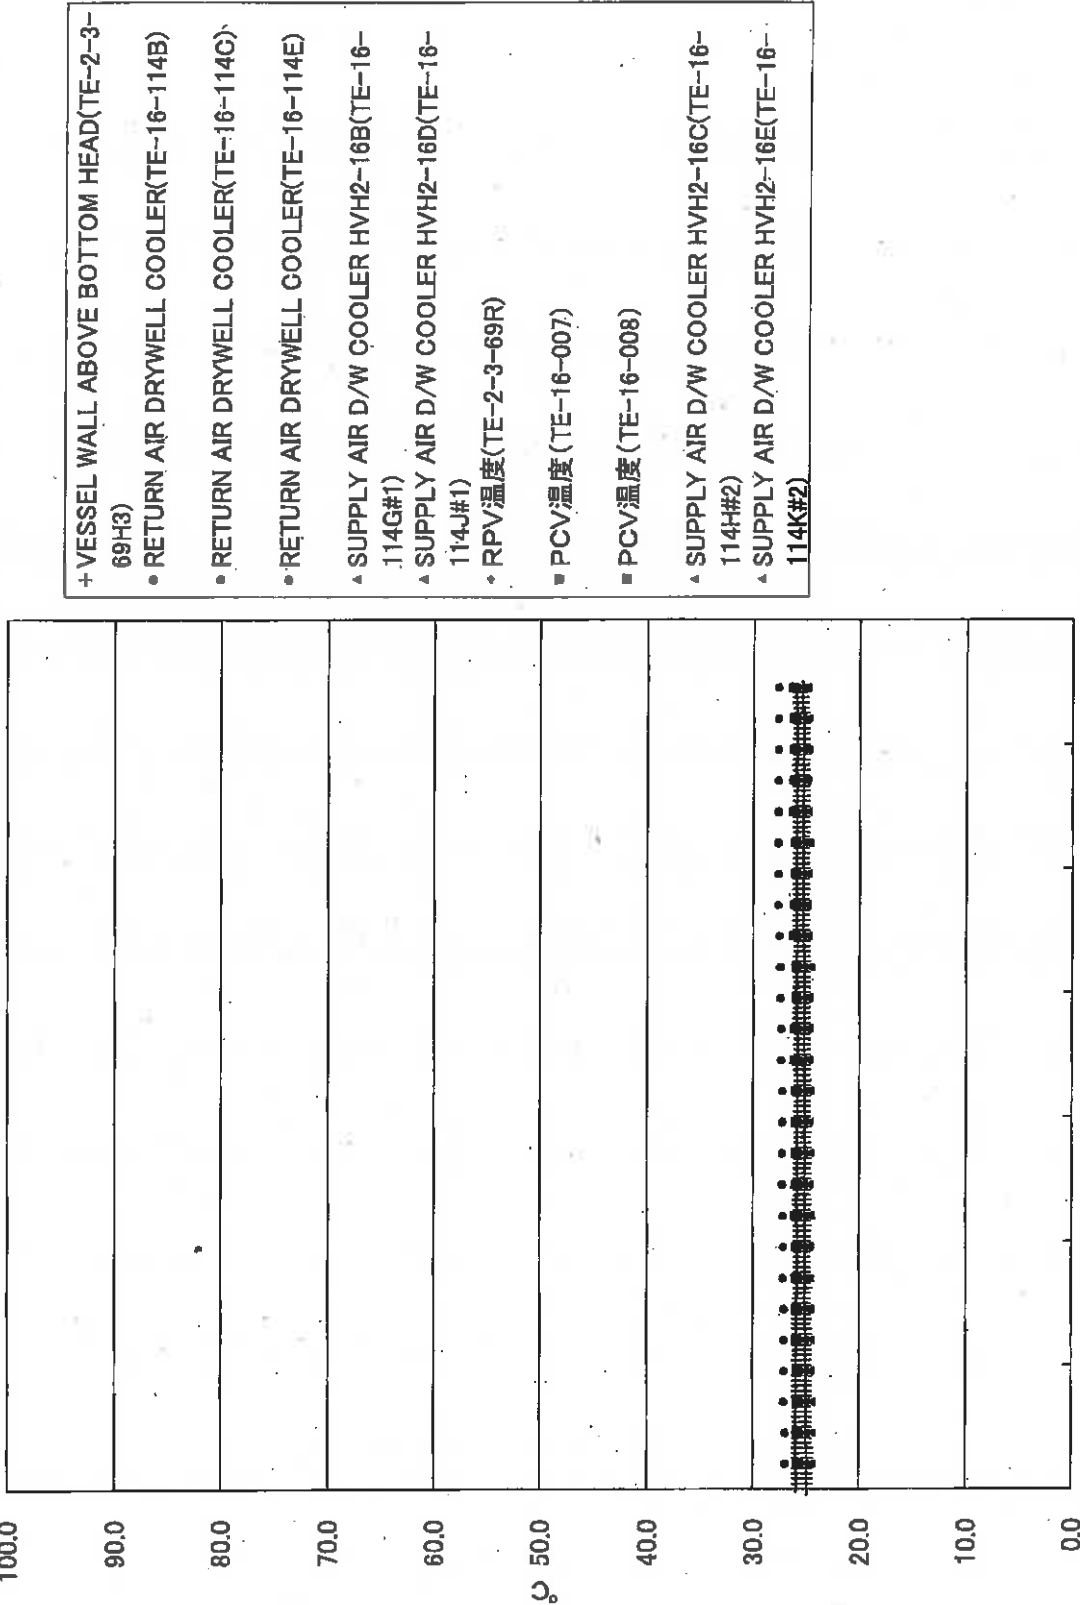 + VESSEL WALL ABOVE BOTTOM HEAD(TE-2-3-
69H3)
● RETURN AIR DRYWELL COOLER(TE-16-114B)
● RETURN AIR DRYWELL COOLER(TE-16-114C)
● RETURN AIR DRYWELL COOLER(TE-16-114E)
▲ SUPPLY AIR D/W COOLER HVH2-16B(TE-16-
114G#1)
▲ SUPPLY AIR D/W COOLER HVH2-16D(TE-16-
114J#1)
◆ RPV温度(TE-2-3-69R)
■ PCV温度(TE-16-007)
■ PCV温度(TE-16-008)
▲ SUPPLY AIR D/W COOLER HVH2-16C(TE-16-
114H#2)
▲ SUPPLY AIR D/W COOLER HVH2-16E(TE-16-
114K#2)
100.0
90.0
80.0
70.0
60.0
50.0
40.0
30.0
20.0
10.0
0.0
℃